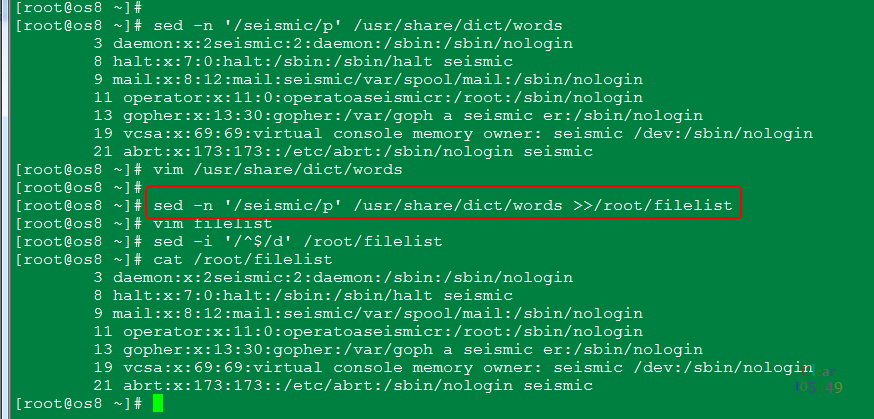 [root@os8 ~]#
[root@os8 ~]# sed -n '/seismic/p' /usr/share/dict/words
3 daemon:x:2seismic:2:daemon:/sbin:/sbin/nologin
8 halt:x:7:0:halt:/sbin:/sbin/halt seismic
9 mail:x:8:12:mail:seismic/var/spool/mail:/sbin/nologin
11 operator:x:11:0:operatoaseismicr:/root:/sbin/nologin
13 gopher:x:13:30:gopher:/var/goph a seismic er:/sbin/nologin
19 vcsa:x:69:69:virtual console memory owner: seismic /dev:/sbin/nologin
21 abrt:x:173:173::/etc/abrt:/sbin/nologin seismic
[root@os8 ~]# vim /usr/share/dict/words
[root@os8 ~]#
[root@os8 ~]# sed -n '/seismic/p' /usr/share/dict/words >>/root/filelist
[root@os8 ~]# vim filelist
[root@os8 ~]# sed -i '/^$/d' /root/filelist
[root@os8 ~]# cat /root/filelist
3 daemon:x:2seismic:2:daemon:/sbin:/sbin/nologin
8 halt:x:7:0:halt:/sbin:/sbin/halt seismic
9 mail:x:8:12:mail:seismic/var/spool/mail:/sbin/nologin
11 operator:x:11:0:operatoaseismicr:/root:/sbin/nologin
13 gopher:x:13:30:gopher:/var/goph a seismic er:/sbin/nologin
19 vcsa:x:69:69:virtual console memory owner: seismic /dev:/sbin/nologin
21 abrt:x:173:173::/etc/abrt:/sbin/nologin seismic
[root@os8 ~]#